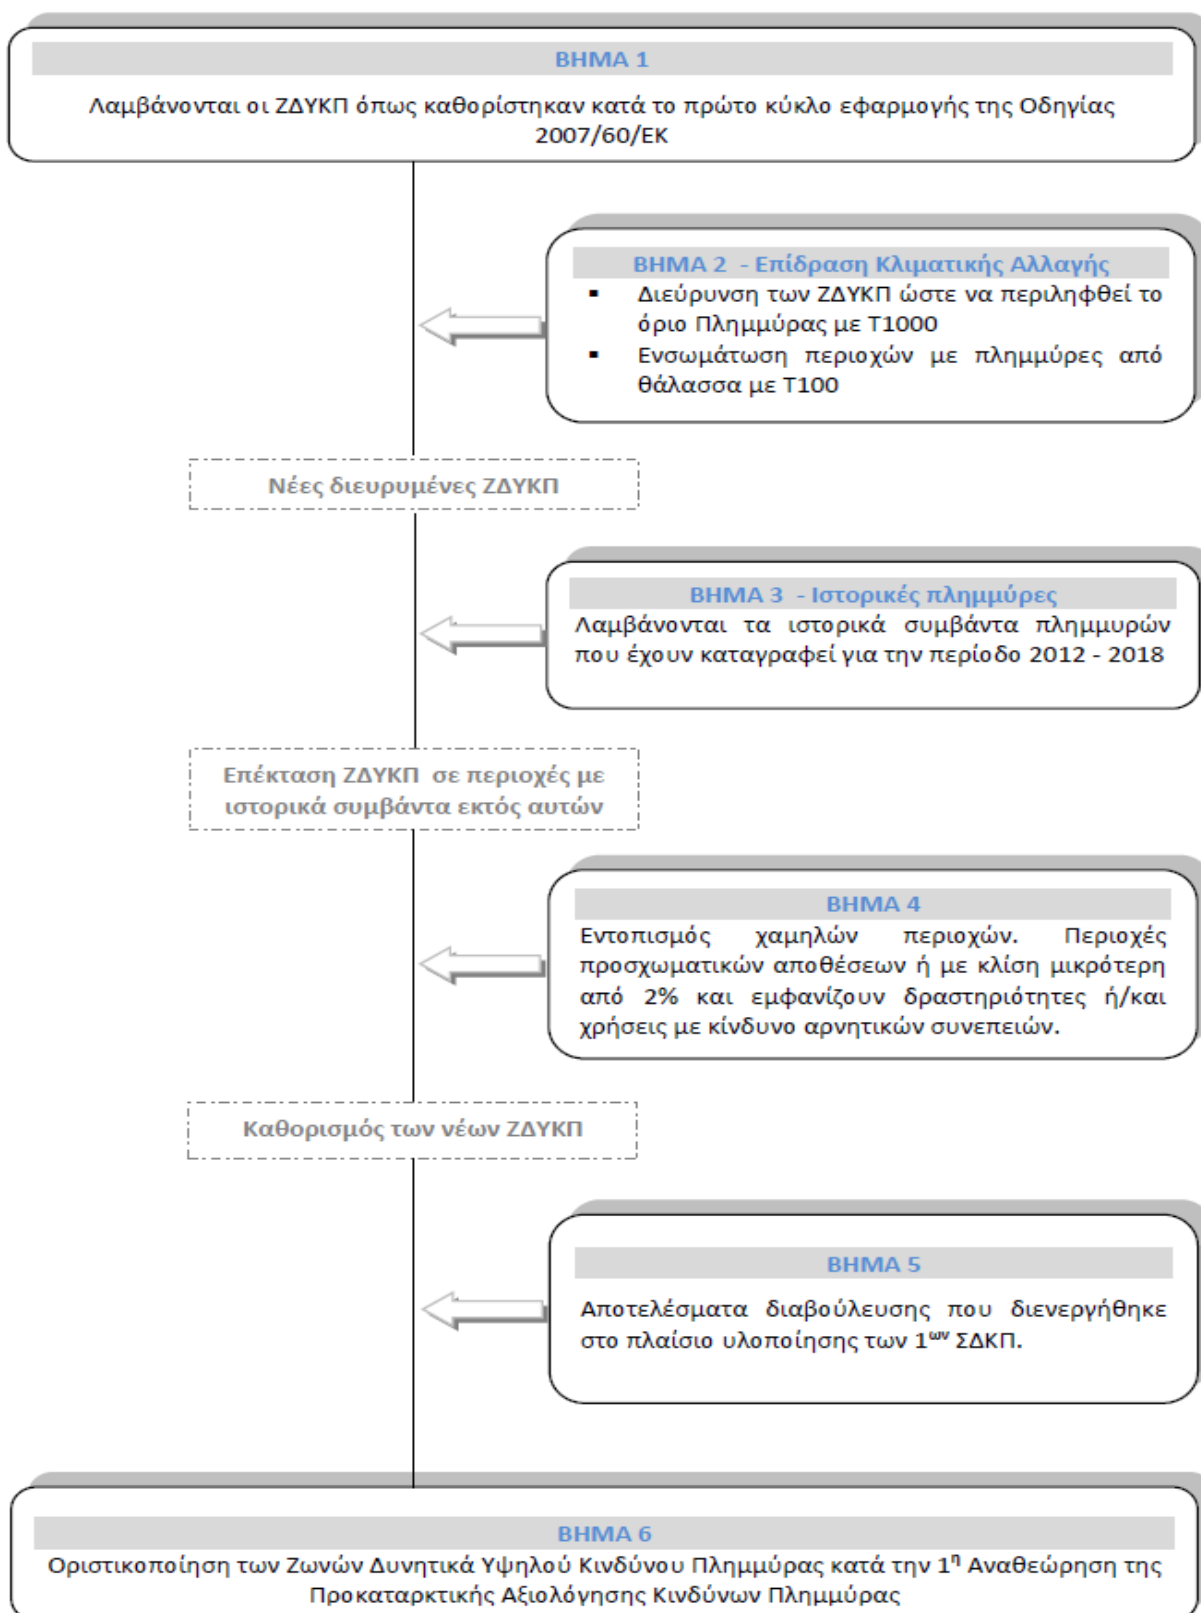 ΒΗΜΑ 1
Λαμβάνονται οι ΖΔΥΚΠ όπως καθορίστηκαν κατά το πρώτο κύκλο εφαρμογής της Οδηγίας
2007/60/ΕΚ
ΒΗΜΑ 2 - Επίδραση Κλιματικής Αλλαγής
▪ Διεύρυνση των ΖΔΥΚΠ ώστε να περιληφθεί το
όριο Πλημμύρας με Τ1000
▪ Ενσωμάτωση περιοχών με πλημμύρες από
θάλασσα με Τ100
Νέες διευρυμένες ΖΔΥΚΠ
ΒΗΜΑ 3 - Ιστορικές πλημμύρες
Λαμβάνονται τα ιστορικά συμβάντα πλημμυρών
που έχουν καταγραφεί για την περίοδο 2012 - 2018
Επέκταση ΖΔΥΚΠ σε περιοχές με
ιστορικά συμβάντα εκτός αυτών
ΒΗΜΑ 4
Εντοπισμός χαμηλών περιοχών. Περιοχές
προσχωματικών αποθέσεων ή με κλίση μικρότερη
από 2% και εμφανίζουν δραστηριότητες ή/και
χρήσεις με κίνδυνο αρνητικών συνεπειών.
Καθορισμός των νέων ΖΔΥΚΠ
ΒΗΜΑ 5
Αποτελέσματα διαβούλευσης που διενεργήθηκε
στο πλαίσιο υλοποίησης των 1ων ΣΔΚΠ.
ΒΗΜΑ 6
Οριστικοποίηση των Ζωνών Δυνητικά Υψηλού Κινδύνου Πλημμύρας κατά την 1η Αναθεώρηση της
Προκαταρκτικής Αξιολόγησης Κινδύνων Πλημμύρας